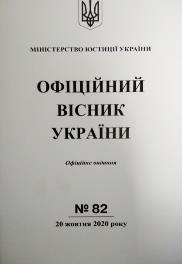 МІНІСТЕРСТВО ЮСТИЦІЇ УКРАЇНИ
ОФІЦІЙНИЙ
ВІСНИК
УКРАЇНИ
Офіційне видання
№ 82
20 жовтня 2020 року